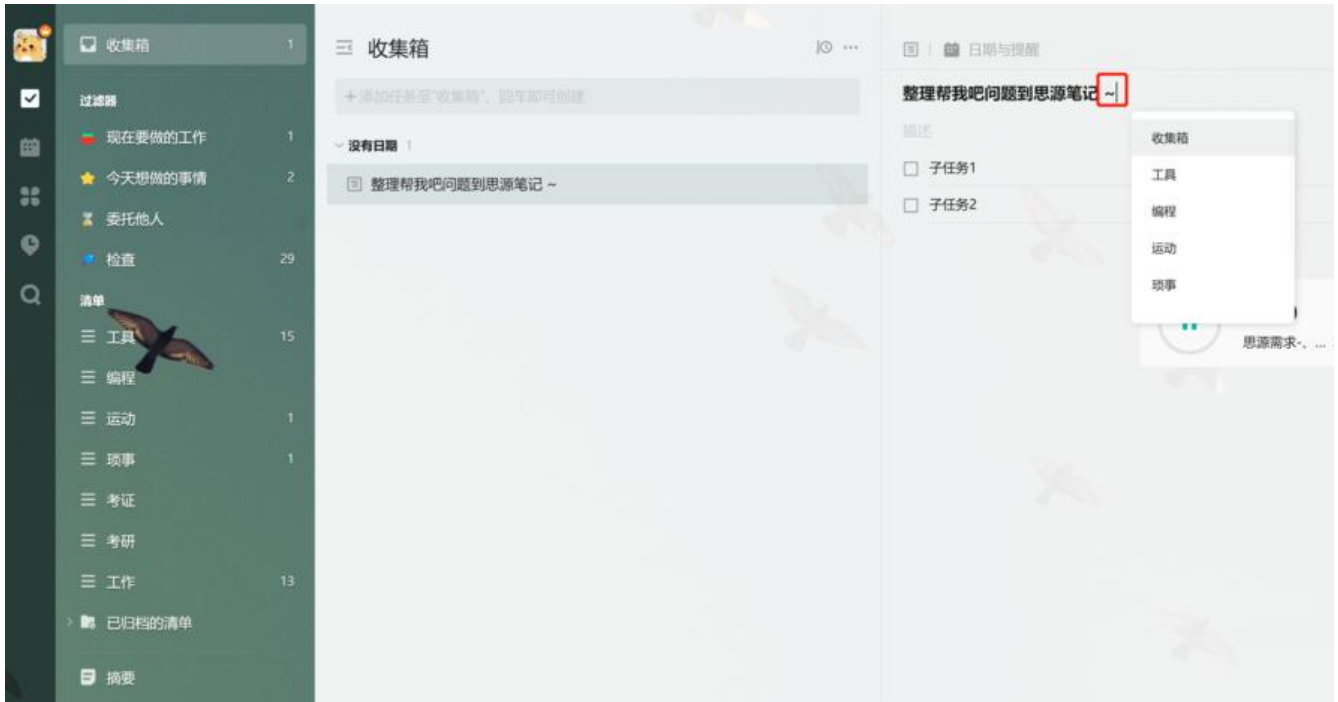 收集箱 1
过滤器
现在要做的工作 1
今天想做的事情 2
委托他人
检查 29
清单
工具 15
编程
运动 1
琐事 1
考证
考研
工作 13
已归档的清单
摘要
收集箱
+ 添加任务至"收集箱"，回车即可创建
没有日期 1
整理帮我吧问题到思源笔记 ~
日期与提醒
整理帮我吧问题到思源笔记 ~
描述
子任务1
子任务2
收集箱
工具
编程
运动
琐事
思源需求-、...